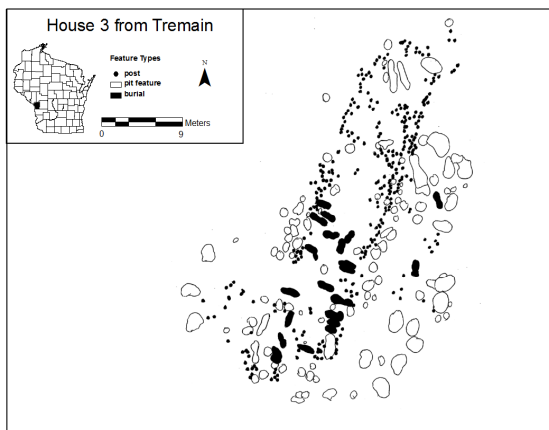 House 3 from Tremain
Feature Types
post
pit feature
burial
N
Meters
0 9